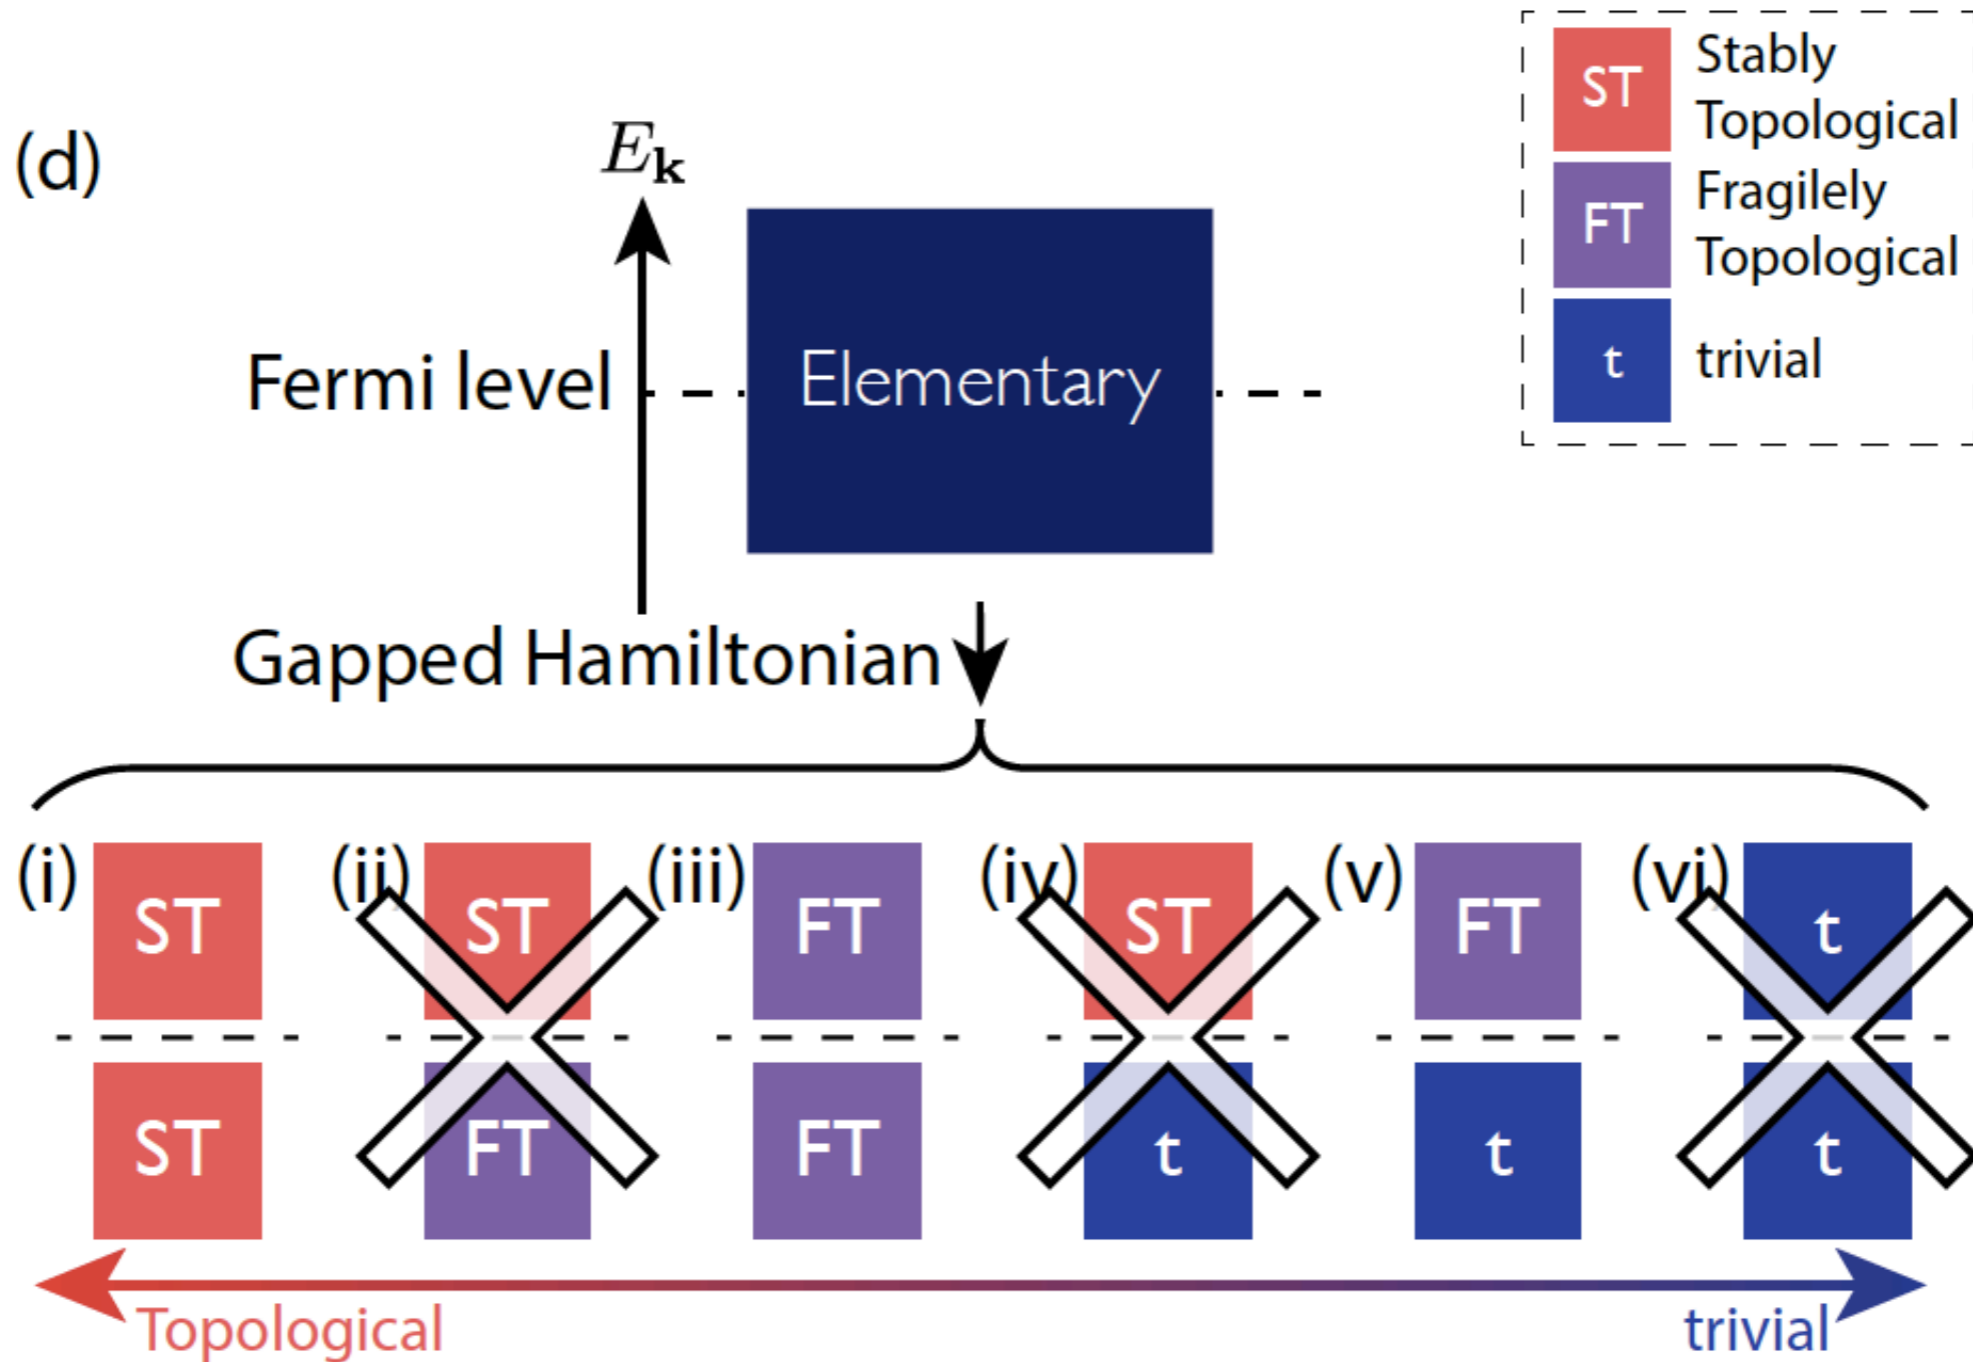 (d)
E_k
Fermi level
Elementary
ST Stably
Topological
FT Fragilely
Topological
t trivial
Gapped Hamiltonian
(i) (ii) (iii) (iv) (v) (vi)
ST ST FT ST FT t
ST FT FT t t t
Topological
trivial